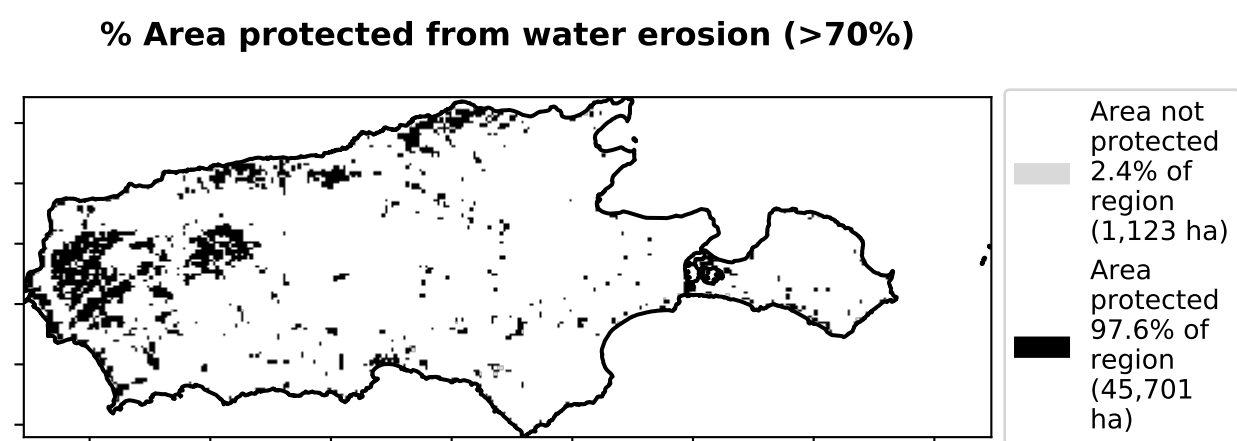 % Area protected from water erosion (>70%)
Area not
protected
2.4% of
region
(1,123 ha)
Area
protected
97.6% of
region
(45,701
ha)